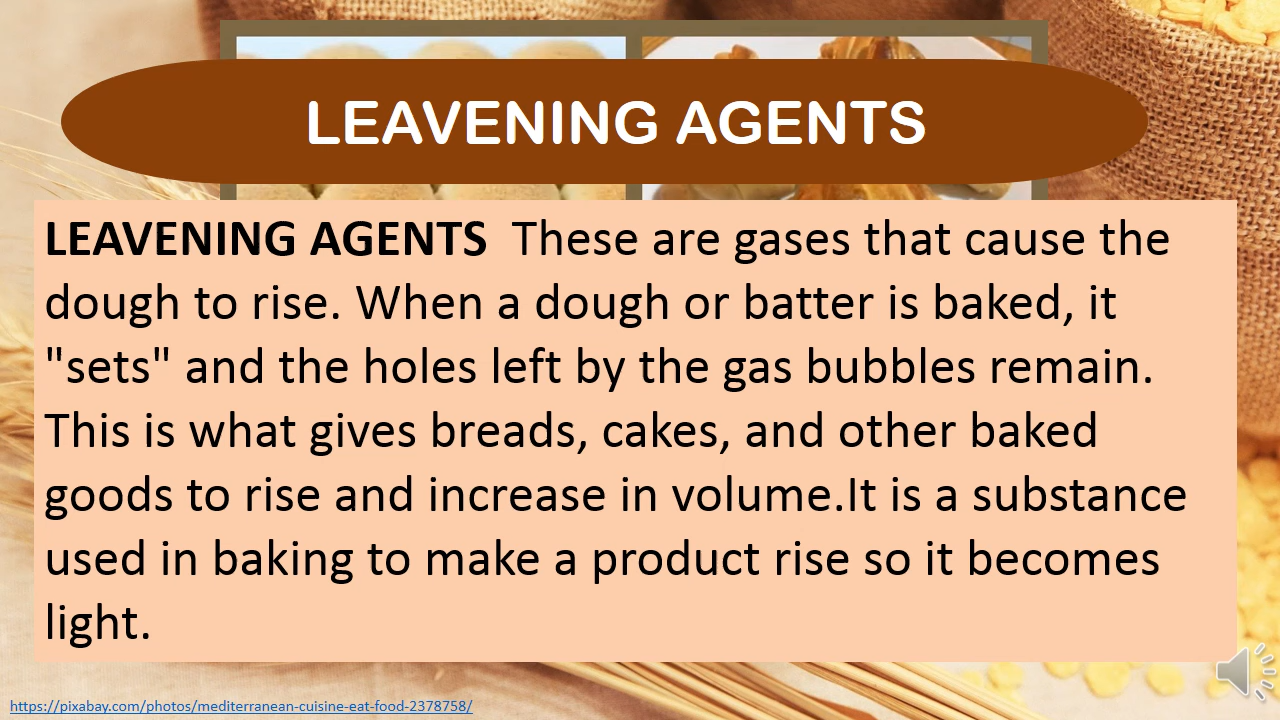 LEAVENING AGENTS
LEAVENING AGENTS These are gases that cause the
dough to rise. When a dough or batter is baked, it
"sets" and the holes left by the gas bubbles remain.
This is what gives breads, cakes, and other baked
goods to rise and increase in volume.It is a substance
used in baking to make a product rise so it becomes
light.
https://pixabay.com/photos/mediterranean-cuisine-eat-food-2378758/